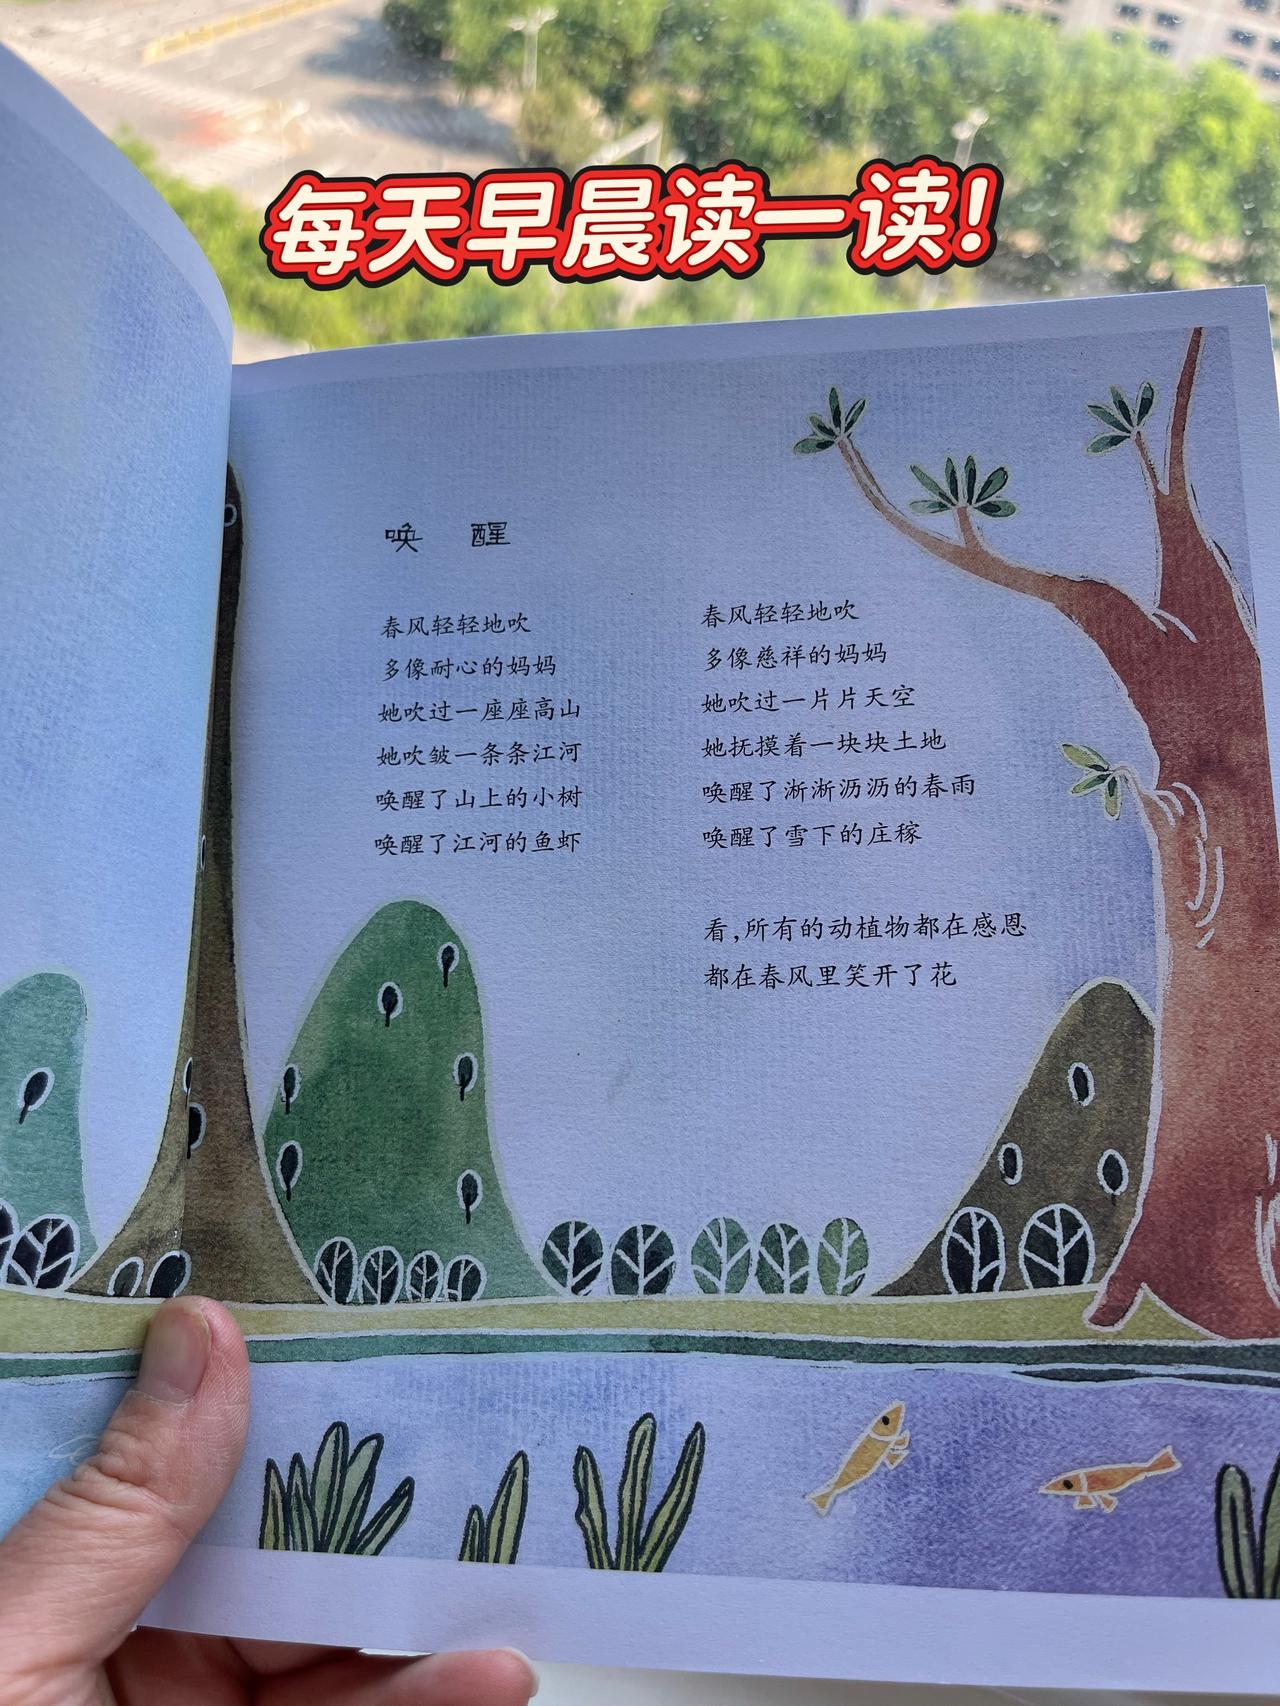 每天早晨读一读!
唤 醒
春风轻轻地吹
多像耐心的妈妈
她吹过一座座高山
她吹皱一条条江河
唤醒了山上的小树
唤醒了江河的鱼虾
春风轻轻地吹
多像慈祥的妈妈
她吹过一片片天空
她抚摸着一块块土地
唤醒了淅淅沥沥的春雨
唤醒了雪下的庄稼
看,所有的动植物都在感恩
都在春风里笑开了花